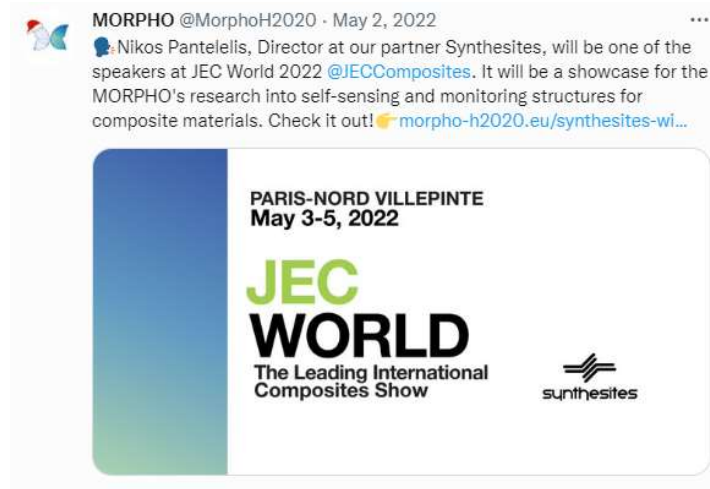 MORPHO @MorphoH2020 · May 2, 2022
🗣️Nikos Pantelelis, Director at our partner Synthesites, will be one of the
speakers at JEC World 2022 @JECComposites. It will be a showcase for the
MORPHO's research into self-sensing and monitoring structures for
composite materials. Check it out!👉morpho-h2020.eu/synthesites-wi...
PARIS-NORD VILLEPINTE
May 3-5, 2022
JEC
WORLD
The Leading International
Composites Show
synthesites